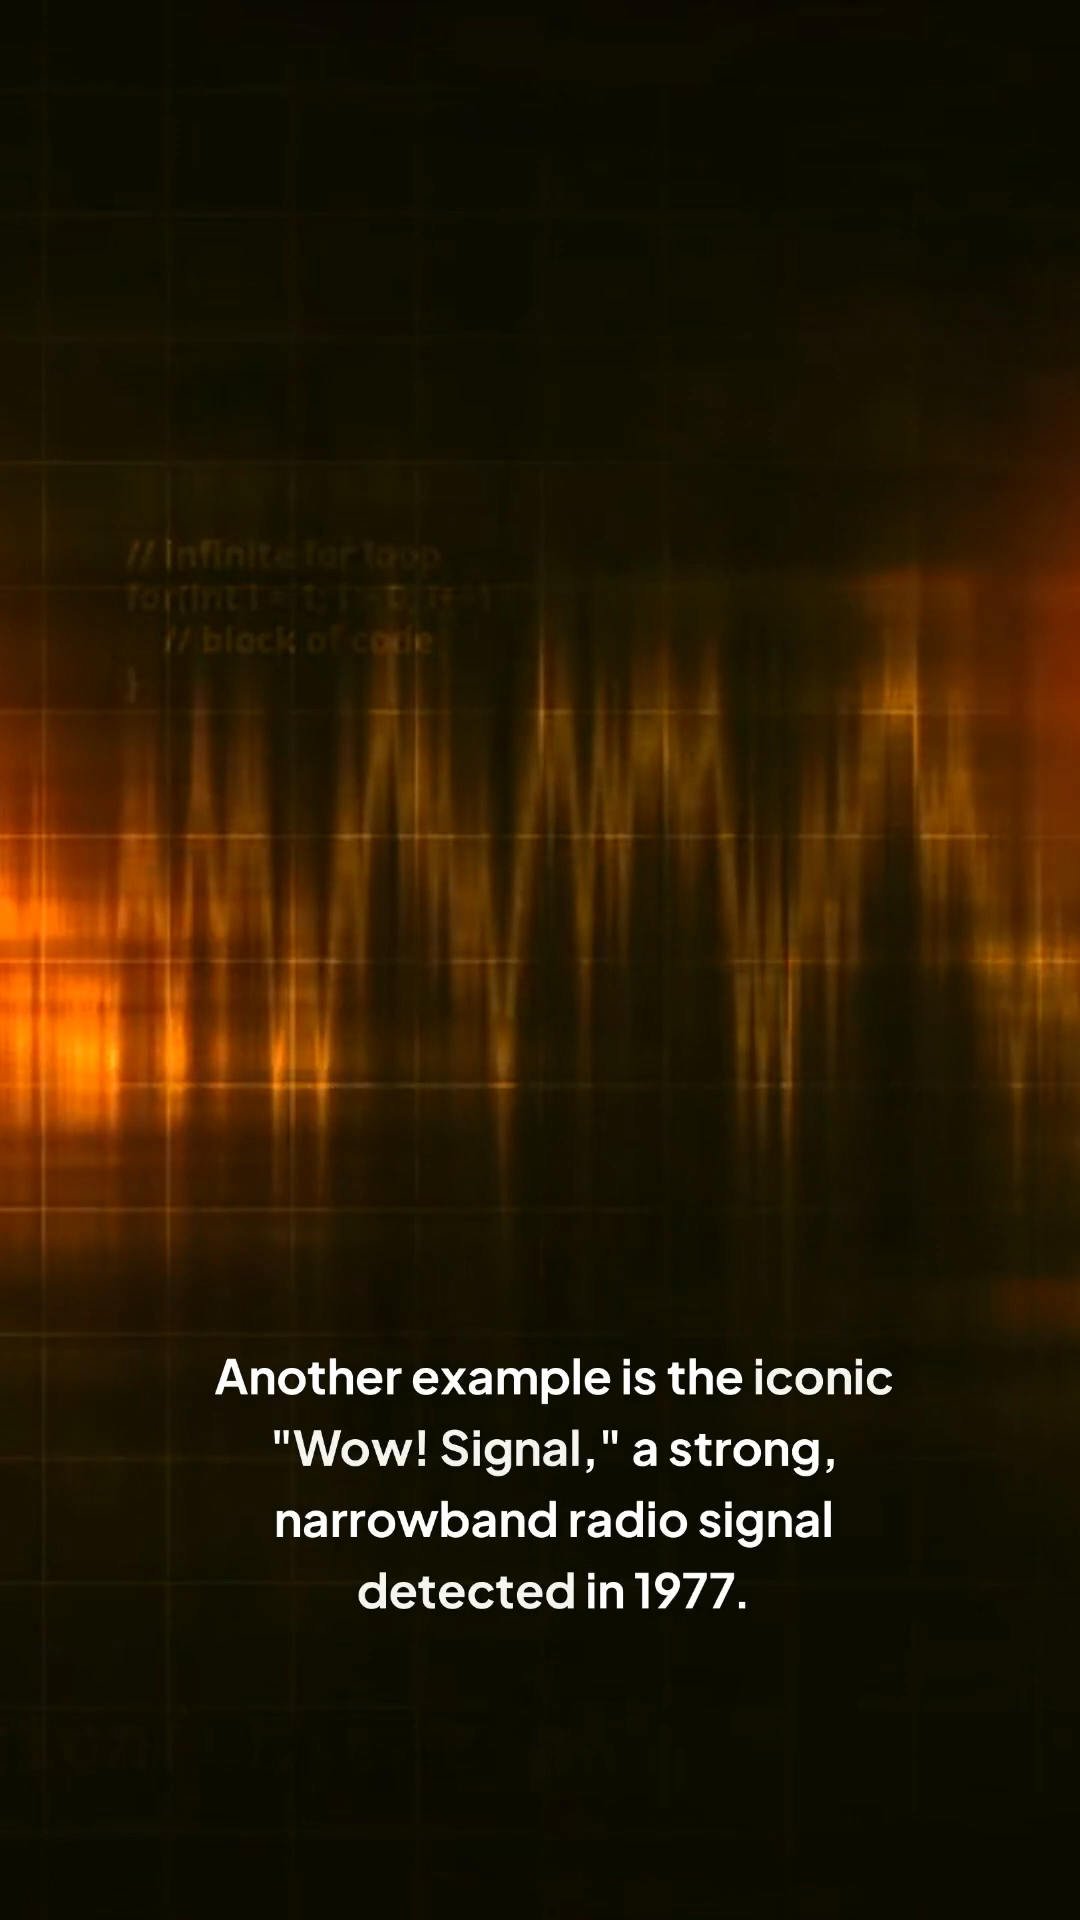 // infinite for loop
// block of code
}
Another example is the iconic
"Wow! Signal," a strong,
narrowband radio signal
detected in 1977.